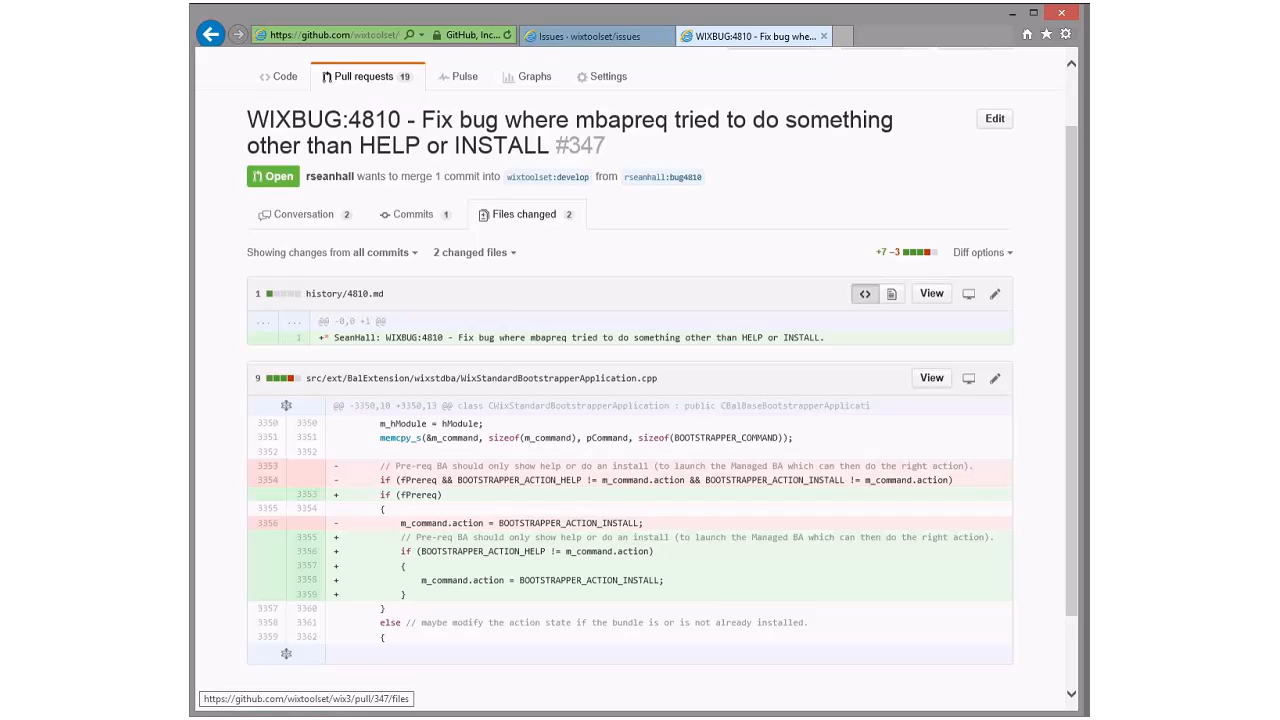 https://github.com/wixtoolset/ GitHub, Inc... Issues · wixtoolset/issues WIXBUG:4810 - Fix bug whe...
Code Pull requests 19 Pulse Graphs Settings
WIXBUG:4810 - Fix bug where mbapreq tried to do something
other than HELP or INSTALL #347
Edit
Open rseanhall wants to merge 1 commit into wixtoolset:develop from rseanhall:bug4810
Conversation 2 Commits 1 Files changed 2
Showing changes from all commits 2 changed files +7 −3 Diff options
1 history/4810.md <> View
... ... @@ -0,0 +1 @@
1 +* SeanHall: WIXBUG:4810 - Fix bug where mbapreq tried to do something other than HELP or INSTALL.
9 src/ext/BalExtension/wixstdba/WixStandardBootstrapperApplication.cpp View
@@ -3350,10 +3350,13 @@ class CWixStandardBootstrapperApplication : public CBalBaseBootstrapperApplicati
3350 3350 m_hModule = hModule;
3351 3351 memcpy_s(&m_command, sizeof(m_command), pCommand, sizeof(BOOTSTRAPPER_COMMAND));
3352 3352
3353 - // Pre-req BA should only show help or do an install (to launch the Managed BA which can then do the right action).
3354 - if (fPrereq && BOOTSTRAPPER_ACTION_HELP != m_command.action && BOOTSTRAPPER_ACTION_INSTALL != m_command.action)
3353 + if (fPrereq)
3355 3354 {
3356 - m_command.action = BOOTSTRAPPER_ACTION_INSTALL;
3355 + // Pre-req BA should only show help or do an install (to launch the Managed BA which can then do the right action).
3356 + if (BOOTSTRAPPER_ACTION_HELP != m_command.action)
3357 + {
3358 + m_command.action = BOOTSTRAPPER_ACTION_INSTALL;
3359 + }
3357 3360 }
3358 3361 else // maybe modify the action state if the bundle is or is not already installed.
3359 3362 {
https://github.com/wixtoolset/wix3/pull/347/files